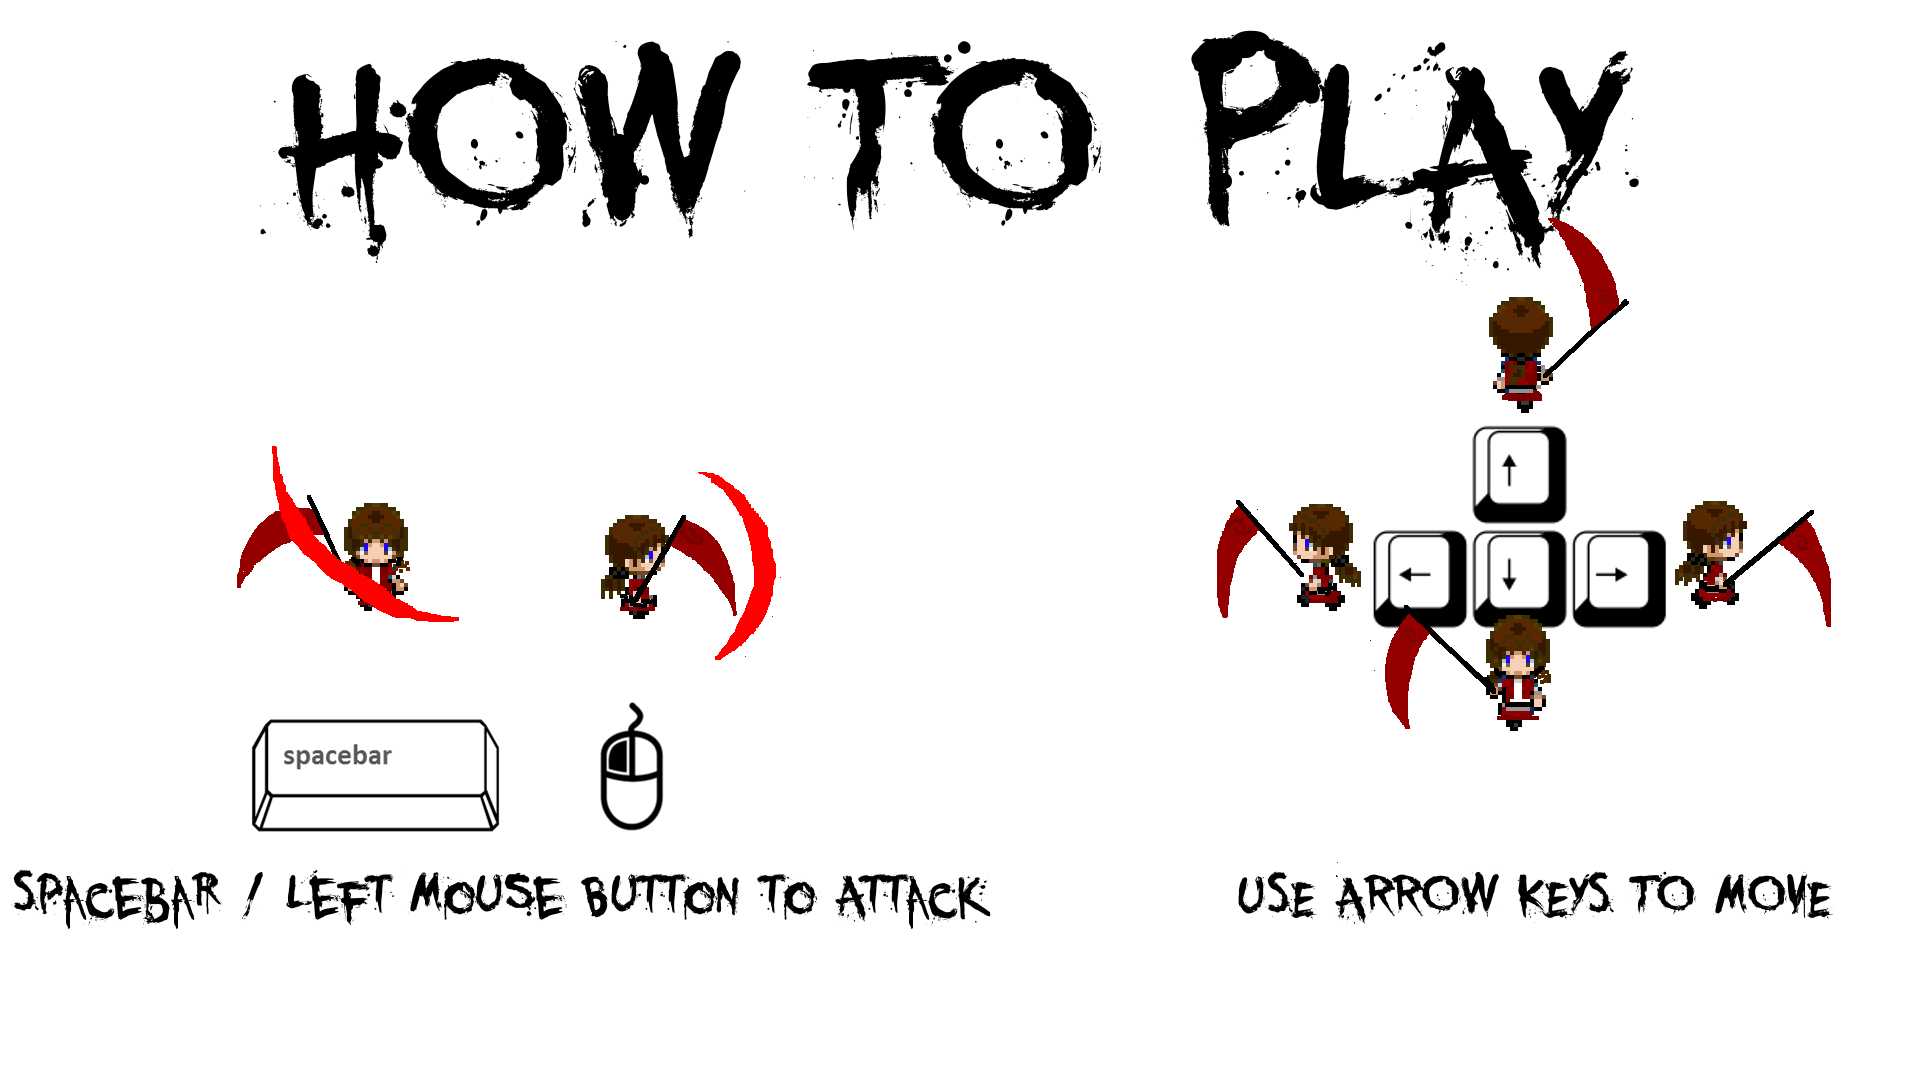 HOW TO PLAY
↑
← ↓ →
spacebar
SPACEBAR / LEFT MOUSE BUTTON TO ATTACK
USE ARROW KEYS TO MOVE